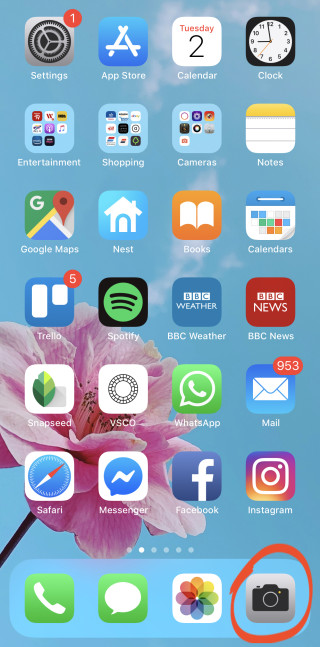 1
Tuesday
2
12
Settings
App Store
Calendar
Clock
Entertainment
Shopping
Cameras
Notes
G
Google Maps
Nest
Books
Calendars
5
BBC
WEATHER
BBC
NEWS
Trello
Spotify
BBC Weather
BBC News
953
Snapseed
VSCO
WhatsApp
Mail
f
Safari
Messenger
Facebook
Instagram